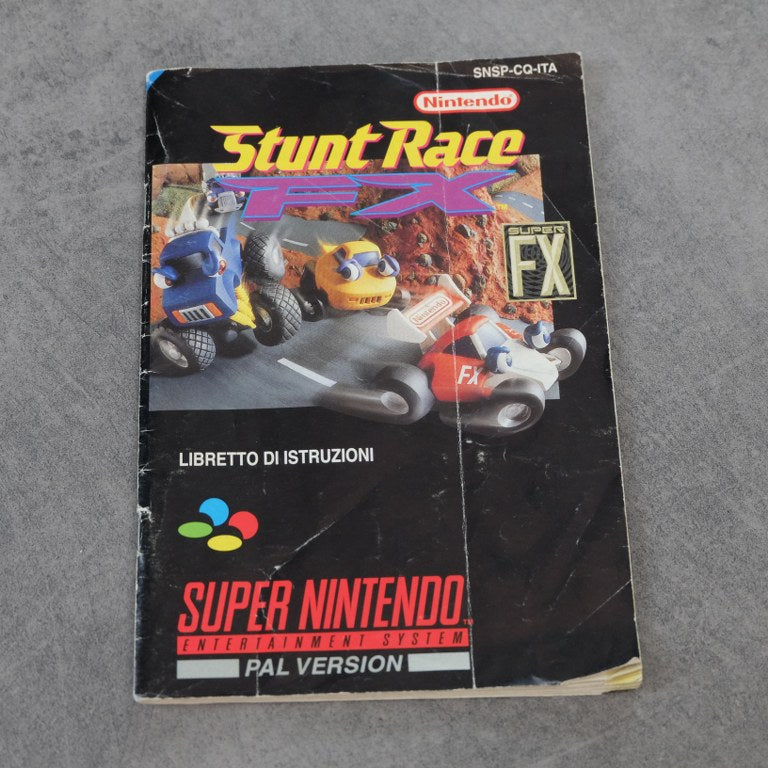 SNSP-CQ-ITA
Nintendo
Stunt Race
FX
SUPER
FX
Nintendo
FX
LIBRETTO DI ISTRUZIONI
SUPER NINTENDO
ENTERTAINMENT SYSTEM
PAL VERSION